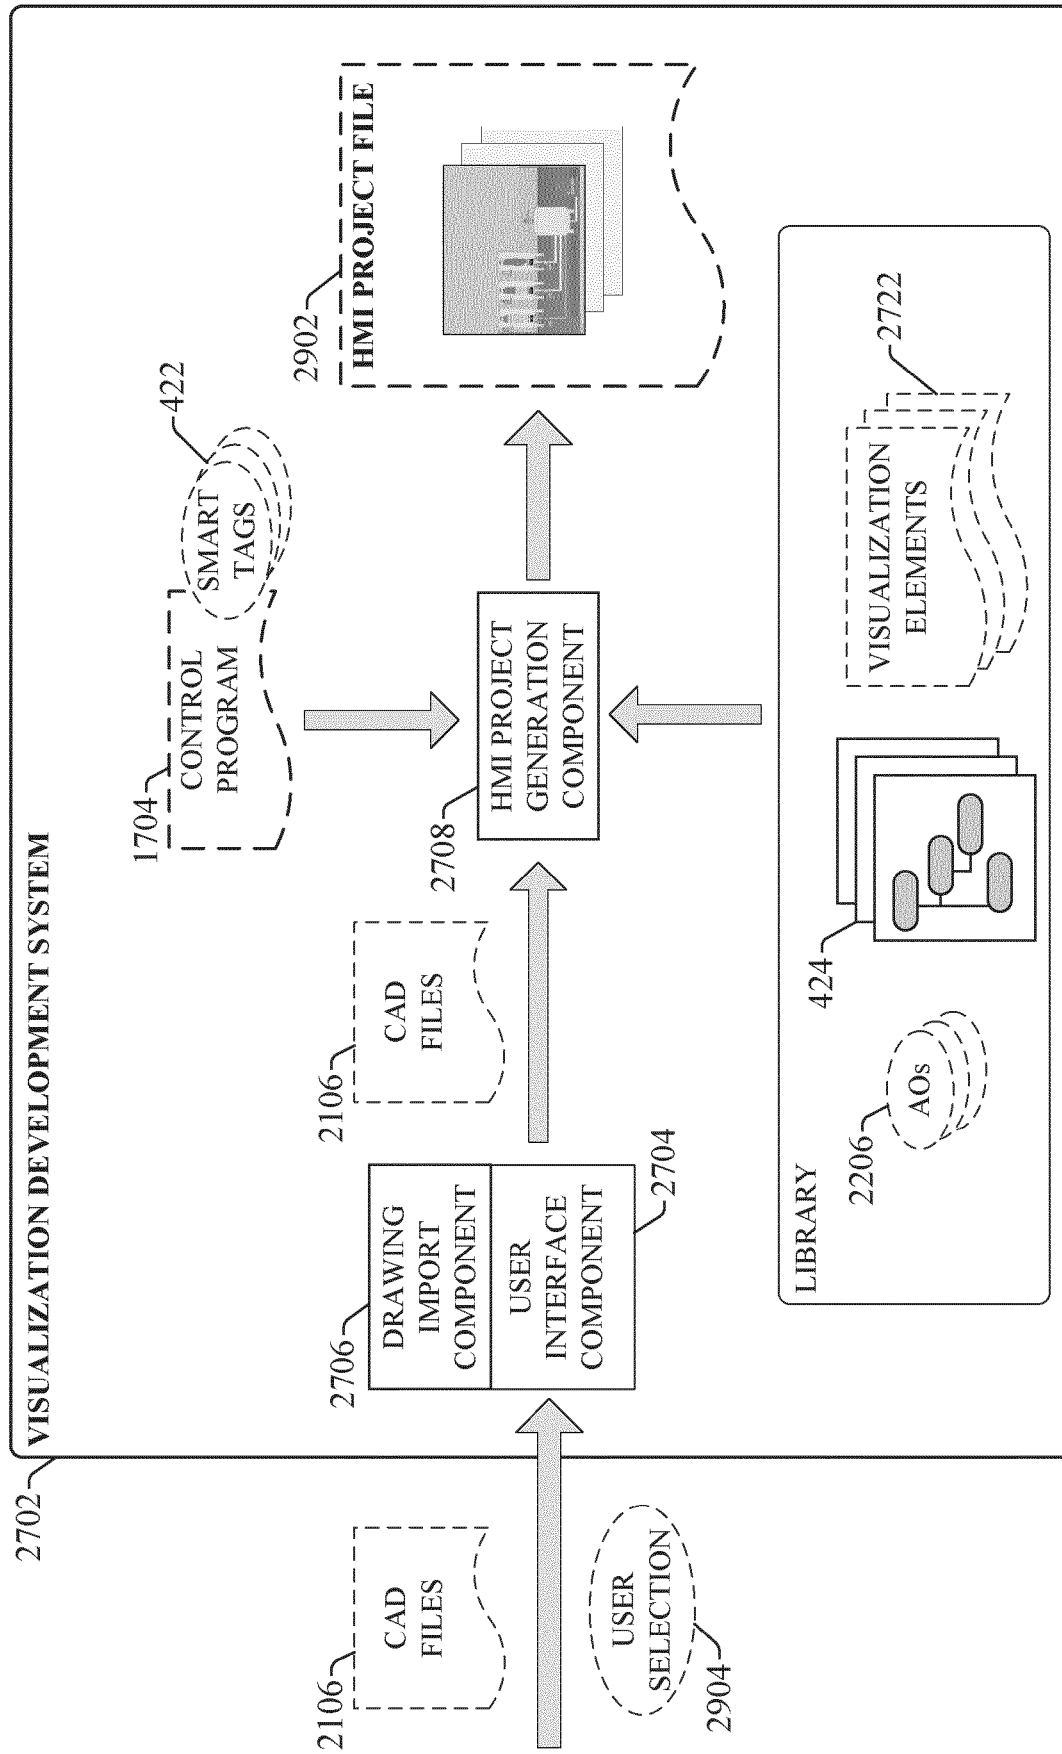 VISUALIZATION DEVELOPMENT SYSTEM
2702
2106
CAD
FILES
USER
SELECTION
2904
2706
DRAWING
IMPORT
COMPONENT
USER
INTERFACE
COMPONENT
2704
2106
CAD
FILES
1704
CONTROL
PROGRAM
SMART
TAGS
422
2708
HMI PROJECT
GENERATION
COMPONENT
2902
HMI PROJECT FILE
LIBRARY
2206
AOs
424
VISUALIZATION
ELEMENTS
2722